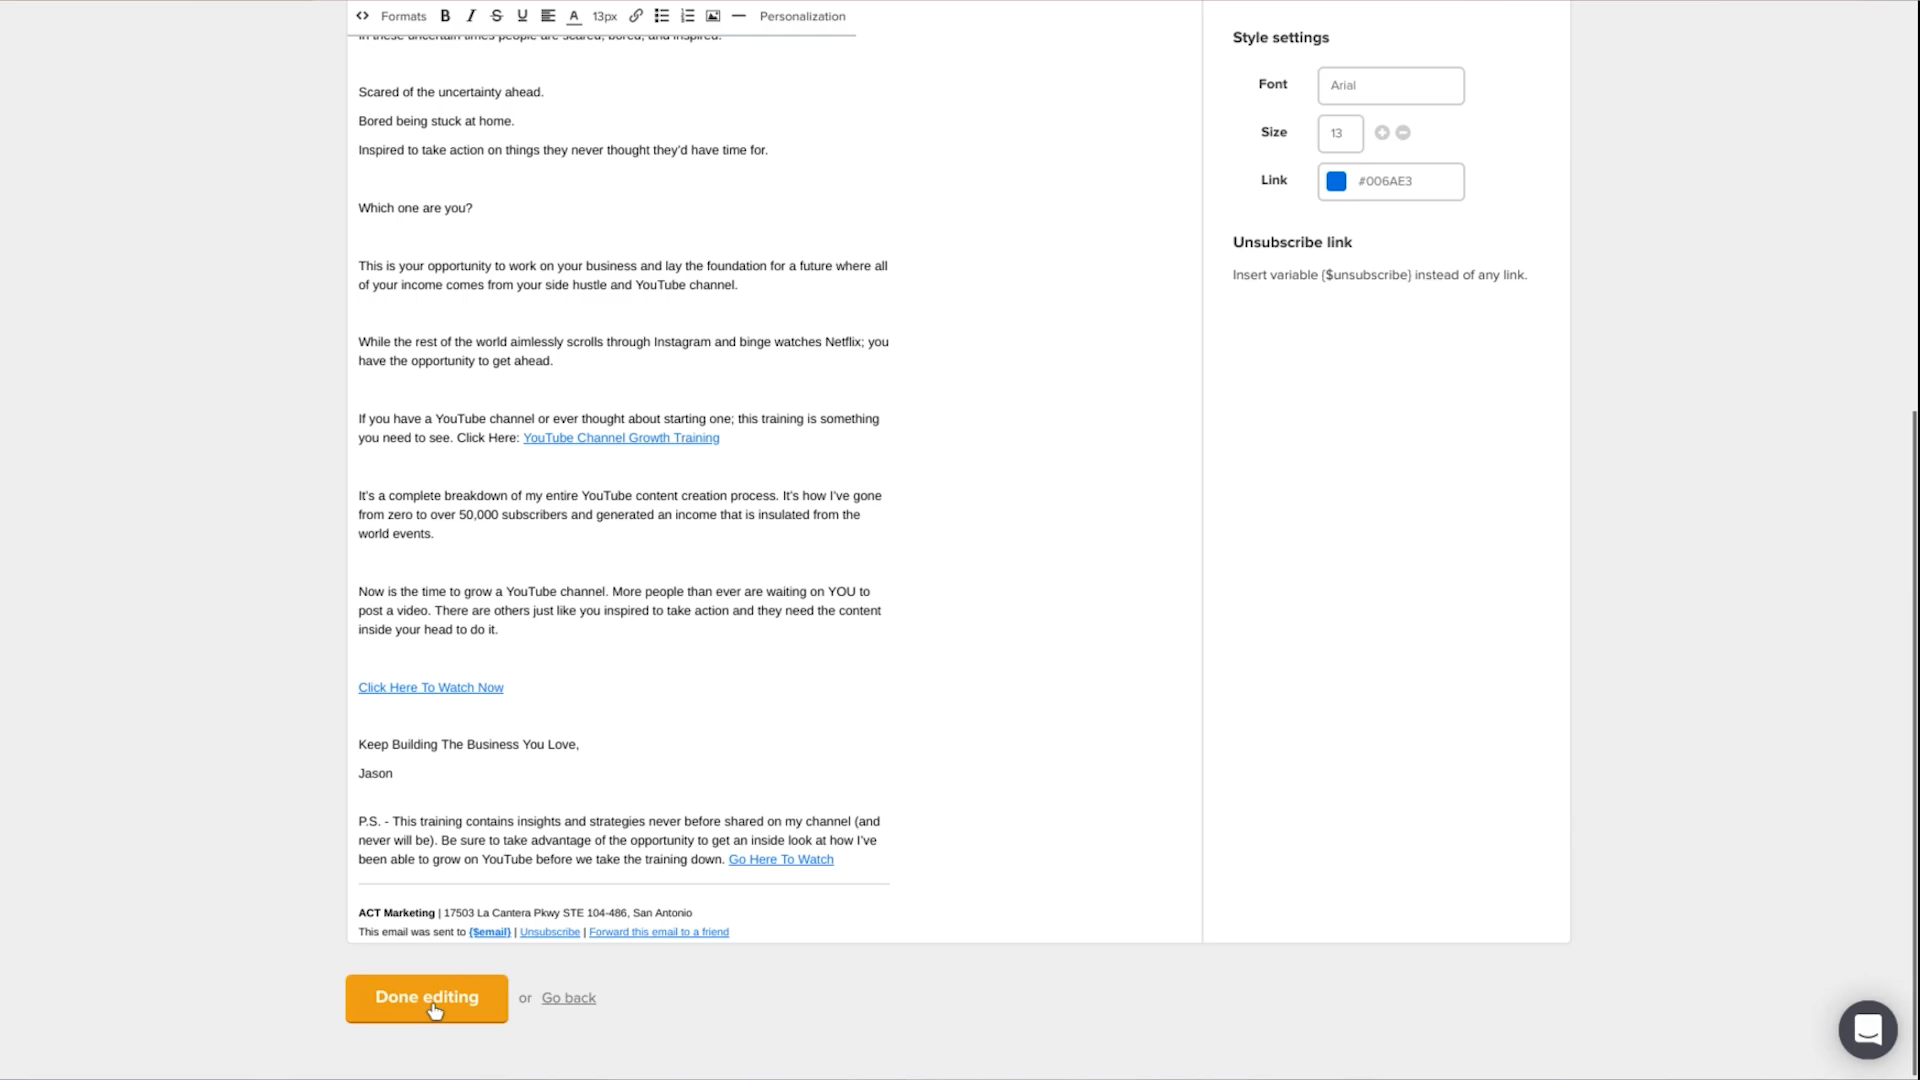 Formats B I S U A 13px Personalization
In these uncertain times people are scared, bored, and inspired.
Scared of the uncertainty ahead.
Bored being stuck at home.
Inspired to take action on things they never thought they'd have time for.
Which one are you?
This is your opportunity to work on your business and lay the foundation for a future where all
of your income comes from your side hustle and YouTube channel.
While the rest of the world aimlessly scrolls through Instagram and binge watches Netflix; you
have the opportunity to get ahead.
If you have a YouTube channel or ever thought about starting one; this training is something
you need to see. Click Here: YouTube Channel Growth Training
It's a complete breakdown of my entire YouTube content creation process. It's how I've gone
from zero to over 50,000 subscribers and generated an income that is insulated from the
world events.
Now is the time to grow a YouTube channel. More people than ever are waiting on YOU to
post a video. There are others just like you inspired to take action and they need the content
inside your head to do it.
Click Here To Watch Now
Keep Building The Business You Love,
Jason
P.S. - This training contains insights and strategies never before shared on my channel (and
never will be). Be sure to take advantage of the opportunity to get an inside look at how I've
been able to grow on YouTube before we take the training down. Go Here To Watch
ACT Marketing | 17503 La Cantera Pkwy STE 104-486, San Antonio
This email was sent to {$email} | Unsubscribe | Forward this email to a friend
Done editing or Go back
Style settings
Font Arial
Size 13
Link #006AE3
Unsubscribe link
Insert variable {$unsubscribe} instead of any link.